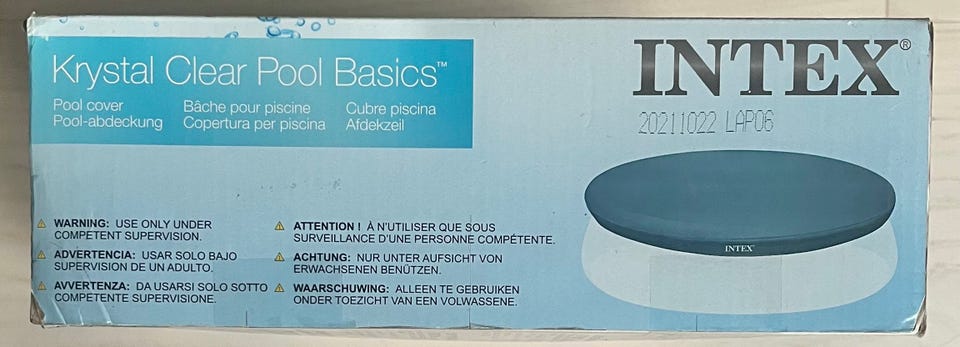 Krystal Clear Pool Basics™
Pool cover
Pool-abdeckung
Bâche pour piscine
Copertura per piscina
Cubre piscina
Afdekzeil
INTEX®
20211022 LAP06
INTEX
WARNING: USE ONLY UNDER
COMPETENT SUPERVISION.
ADVERTENCIA: USAR SOLO BAJO
SUPERVISION DE UN ADULTO.
AVVERTENZA: DA USARSI SOLO SOTTO
COMPETENTE SUPERVISIONE.
ATTENTION ! À N'UTILISER QUE SOUS
SURVEILLANCE D'UNE PERSONNE COMPÉTENTE.
ACHTUNG: NUR UNTER AUFSICHT VON
ERWACHSENEN BENÜTZEN.
WAARSCHUWING: ALLEEN TE GEBRUIKEN
ONDER TOEZICHT VAN EEN VOLWASSENE.